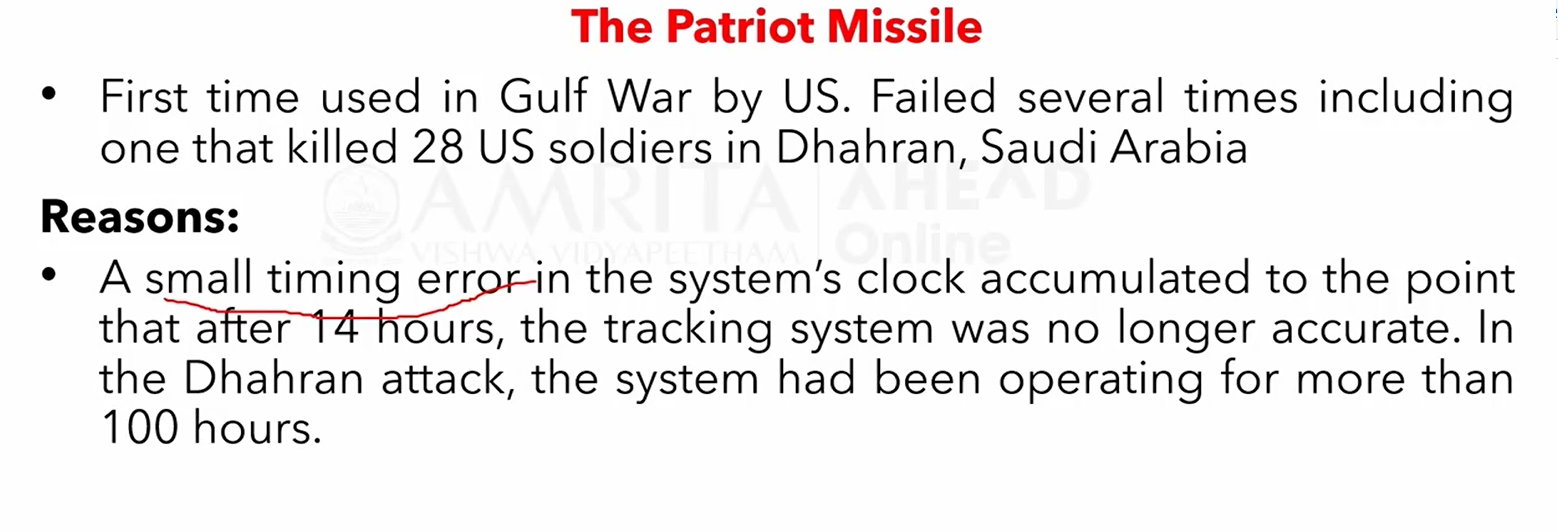 The Patriot Missile
• First time used in Gulf War by US. Failed several times including
one that killed 28 US soldiers in Dhahran, Saudi Arabia
AMRITA AHEAD
VISHWA VIDYAPEETHAM Online
Reasons:
• A small timing error in the system's clock accumulated to the point
that after 14 hours, the tracking system was no longer accurate. In
the Dhahran attack, the system had been operating for more than
100 hours.